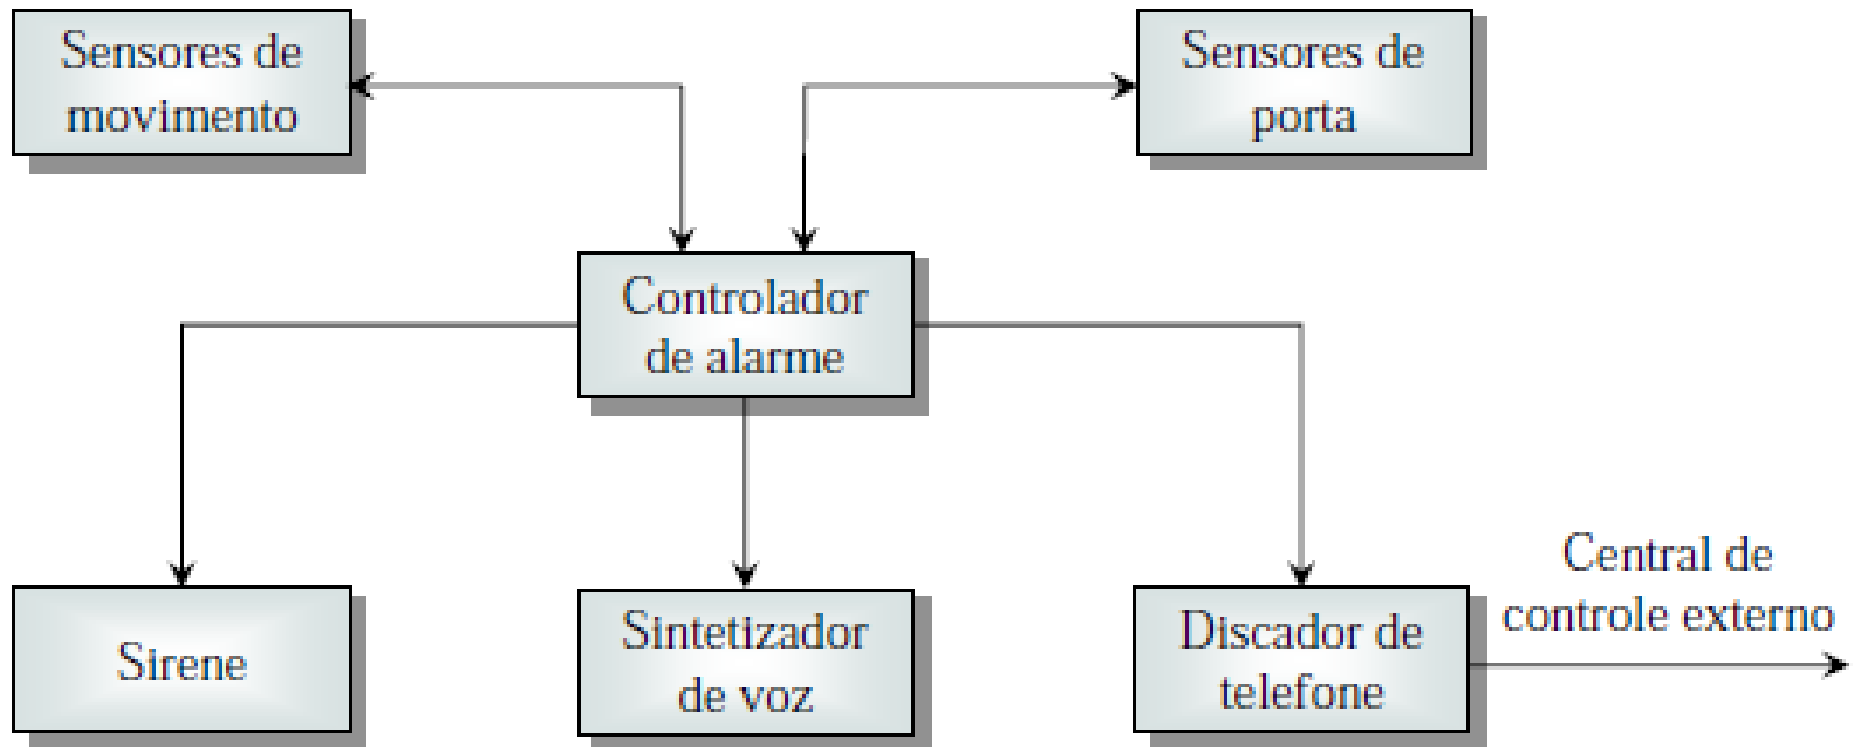 Sensores de
movimento
Sensores de
porta
Controlador
de alarme
Sirene
Sintetizador
de voz
Discador de
telefone
Central de
controle externo